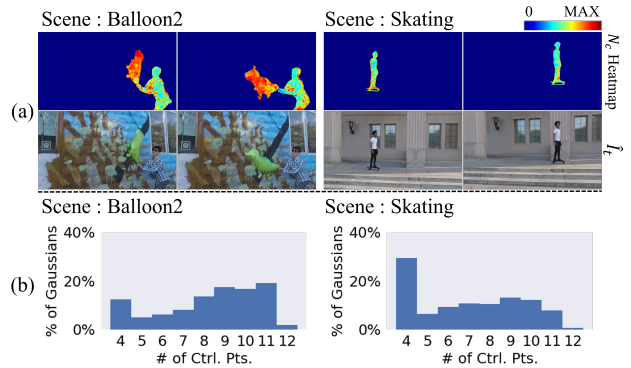 Scene : Balloon2
Scene : Skating
0 MAX
N_c Heatmap
(a)
Î_t
Scene : Balloon2
Scene : Skating
(b)
% of Gaussians
40%
20%
0%
4 5 6 7 8 9 10 11 12
# of Ctrl. Pts.
% of Gaussians
40%
20%
0%
4 5 6 7 8 9 10 11 12
# of Ctrl. Pts.